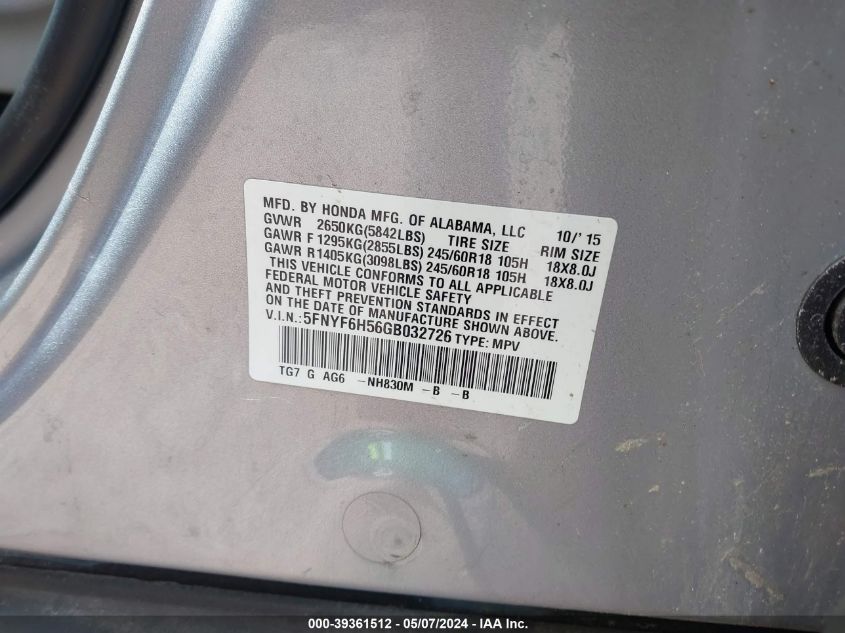 MFD. BY HONDA MFG. OF ALABAMA, LLC 10/'15
GVWR 2650KG(5842LBS) TIRE SIZE RIM SIZE
GAWR F 1295KG(2855LBS) 245/60R18 105H 18X8.0J
GAWR R1405KG(3098LBS) 245/60R18 105H 18X8.0J
THIS VEHICLE CONFORMS TO ALL APPLICABLE
FEDERAL MOTOR VEHICLE SAFETY
AND THEFT PREVENTION STANDARDS IN EFFECT
ON THE DATE OF MANUFACTURE SHOWN ABOVE.
V.I.N.:5FNYF6H56GB032726 TYPE: MPV
TG7 G AG6 -NH830M -B -B
000-39361512 - 05/07/2024 - IAA Inc.